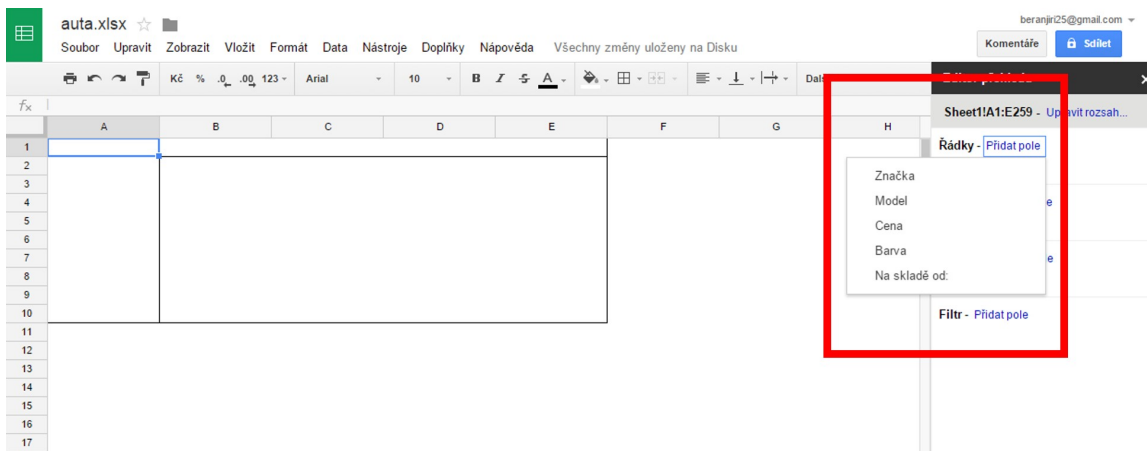 auta.xlsx
beranjiri25@gmail.com
Soubor Upravit Zobrazit Vložit Formát Data Nástroje Doplňky Nápověda Všechny změny uloženy na Disku
Komentáře Sdílet
Kč % .0 .00 123 Arial 10 B I S A
fx
Sheet1!A1:E259 - Upravit rozsah...
A B C D E F G H
Řádky - Přidat pole
1
2
3
4
5
6
7
8
9
10
11
12
13
14
15
16
17
Značka
Model
Cena
Barva
Na skladě od:
Filtr - Přidat pole